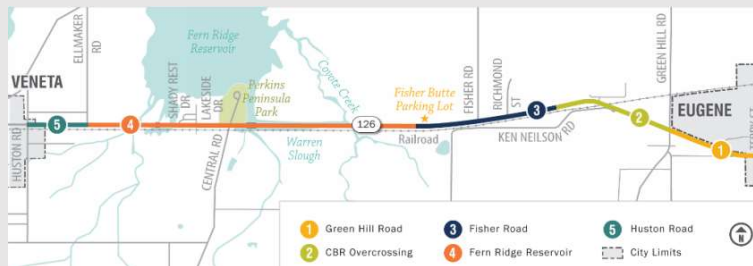 ELLMAKER
RD
Fern Ridge
Reservoir
VENETA
SHADY REST
DR
LAKESIDE
DR
Perkins
Peninsula
Park
Coyote Creek
Fisher Butte
Parking Lot
FISHER RD
RICHMOND
ST
GREEN HILL RD
EUGENE
HUSTON RD
5
4
126
3
2
1
CENTRAL RD
Warren
Slough
Railroad
KEN NEILSON RD
1 Green Hill Road
3 Fisher Road
5 Huston Road
2 CBR Overcrossing
4 Fern Ridge Reservoir
City Limits
N